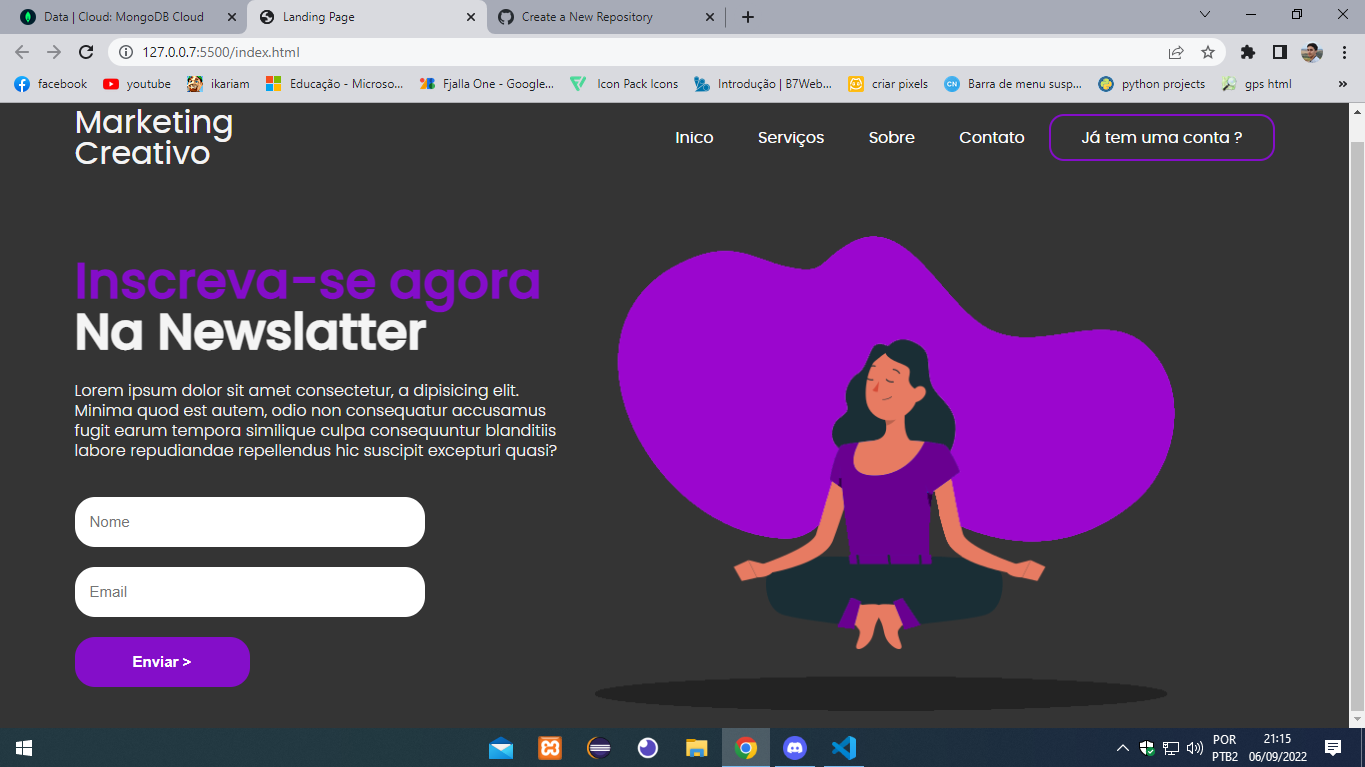 Data | Cloud: MongoDB Cloud
Landing Page
Create a New Repository
127.0.0.7:5500/index.html
facebook
youtube
ikariam
Educação - Microso...
Fjalla One - Google...
Icon Pack Icons
Introdução | B7Web...
criar pixels
CN
Barra de menu susp...
python projects
gps html
»
Marketing
Creativo
Inico
Serviços
Sobre
Contato
Já tem uma conta ?
Inscreva-se agora
Na Newslatter
Lorem ipsum dolor sit amet consectetur, a dipisicing elit.
Minima quod est autem, odio non consequatur accusamus
fugit earum tempora similique culpa consequuntur blanditiis
labore repudiandae repellendus hic suscipit excepturi quasi?
Nome
Email
Enviar >
POR
PTB2
21:15
06/09/2022